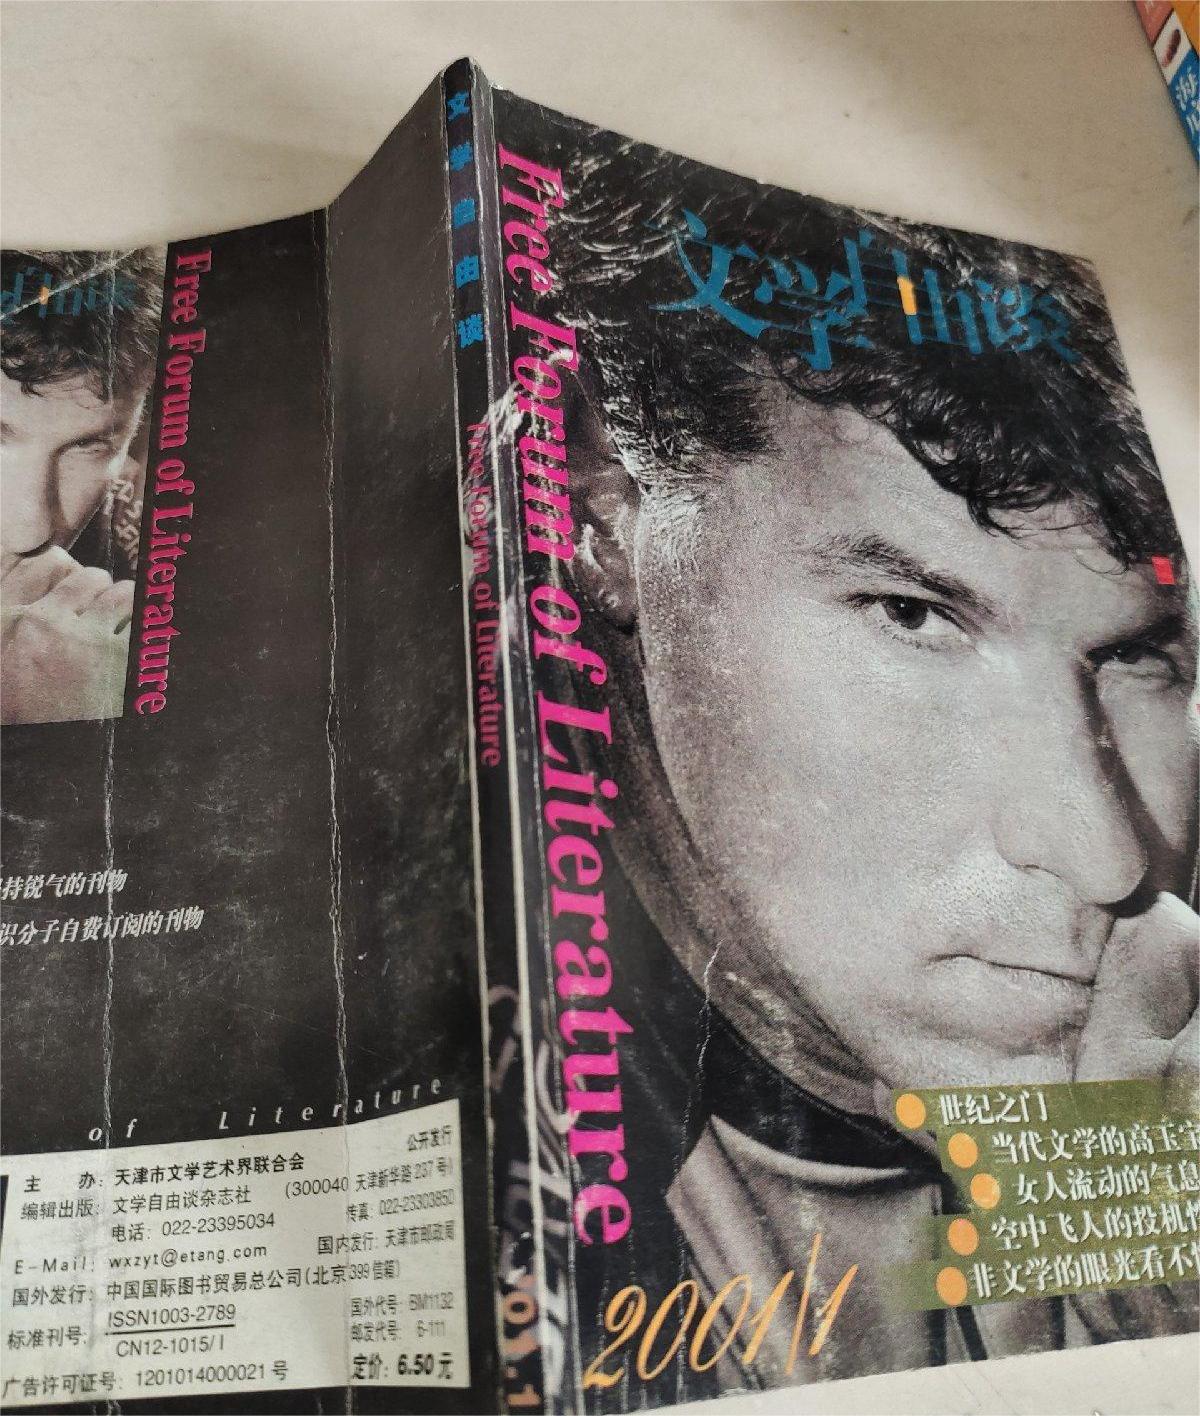 文学自由谈
Free Forum of Literature
世纪之门
当代文学的高玉宝
女人流动的气息
空中飞人的投机性
非文学的眼光看不
2001/1
文学自由谈
Free Forum of Literature
01.1
自由谈
Free Forum of Literature
持锐气的刊物
识分子自费订阅的刊物
of Literature
公开发行
主 办: 天津市文学艺术界联合会
编辑出版: 文学自由谈杂志社 (300040 天津新华路237号)
电话: 022-23395034 传真: 022-23303850
E-Mail: wxzyt@etang.com 国内发行: 天津市邮政局
国外发行: 中国国际图书贸易总公司(北京399信箱)
标准刊号: ISSN1003-2789 国外代号: BM1132
CN12-1015/I 邮发代号: 6-111
广告许可证号: 1201014000021号 定价: 6.50元